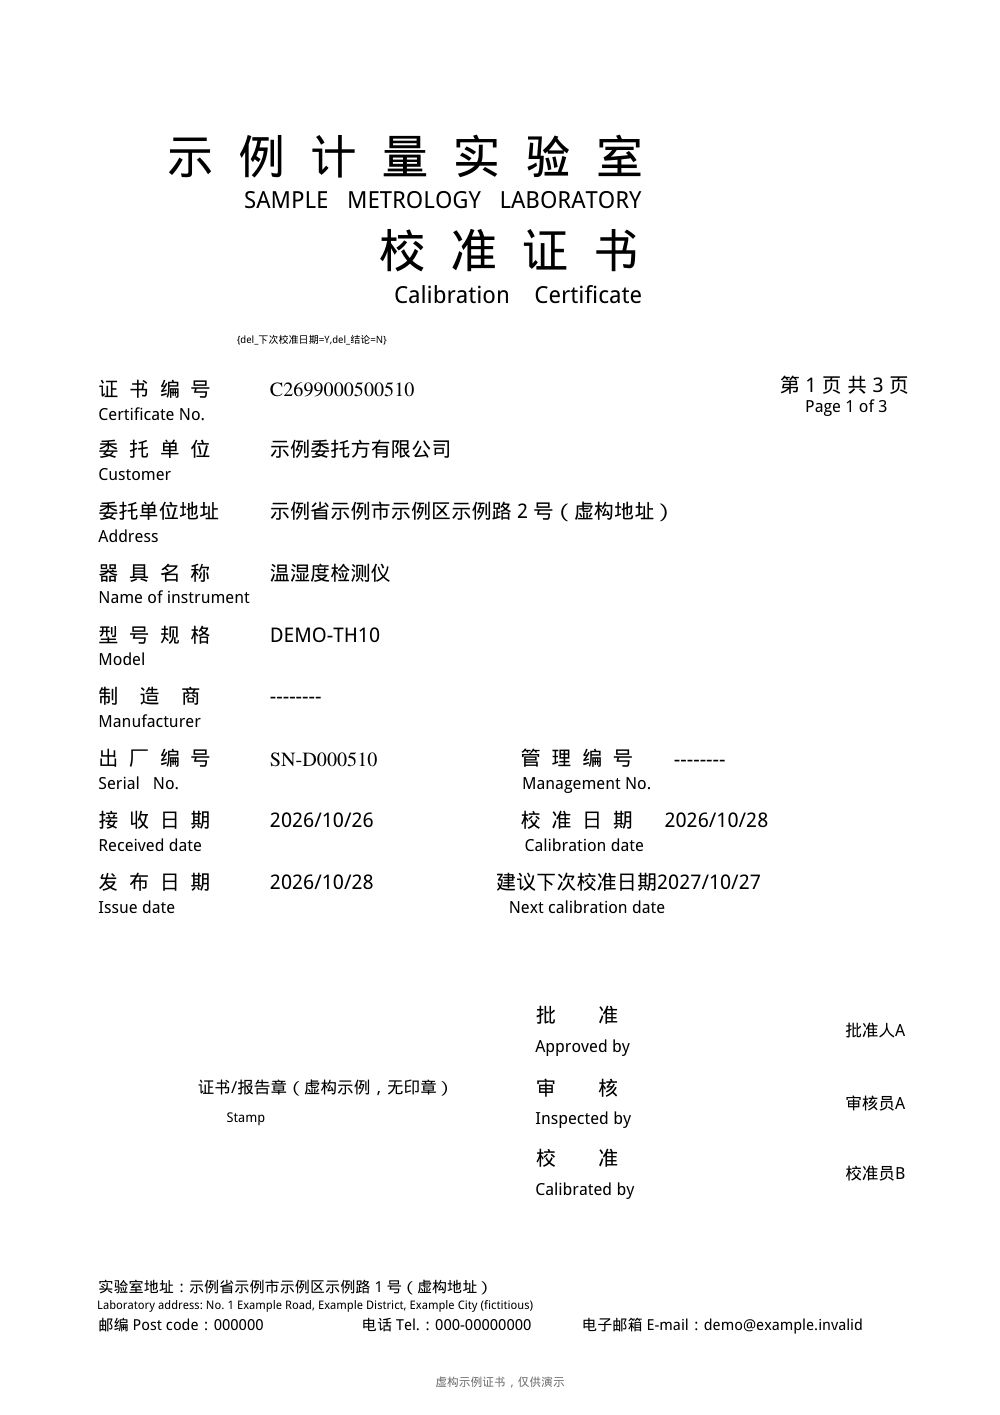 示例计量实验室
SAMPLE METROLOGY LABORATORY
校准证书
Calibration Certificate
{del_下次校准日期=Y,del_结论=N}
证书编号 C2699000500510 第 1 页 共 3 页
Certificate No. Page 1 of 3
委托单位 示例委托方有限公司
Customer
委托单位地址 示例省示例市示例区示例路 2 号（虚构地址）
Address
器具名称 温湿度检测仪
Name of instrument
型号规格 DEMO-TH10
Model
制造商 --------
Manufacturer
出厂编号 SN-D000510 管理编号 --------
Serial No. Management No.
接收日期 2026/10/26 校准日期 2026/10/28
Received date Calibration date
发布日期 2026/10/28 建议下次校准日期2027/10/27
Issue date Next calibration date
批准 批准人A
Approved by
证书/报告章（虚构示例，无印章） 审核 审核员A
Stamp Inspected by
校准 校准员B
Calibrated by
实验室地址：示例省示例市示例区示例路 1 号（虚构地址）
Laboratory address: No. 1 Example Road, Example District, Example City (fictitious)
邮编 Post code：000000 电话 Tel.：000-00000000 电子邮箱 E-mail：demo@example.invalid
虚构示例证书，仅供演示